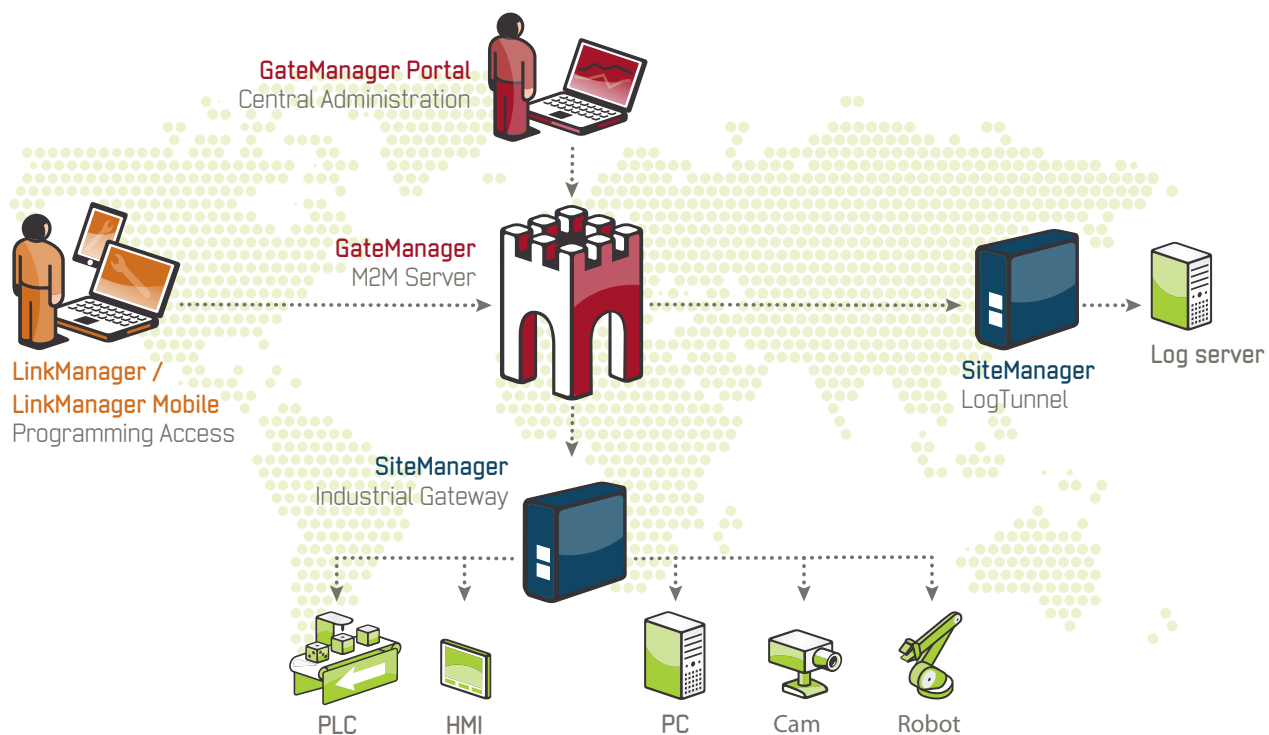 GateManager Portal
Central Administration
GateManager
M2M Server
LinkManager /
LinkManager Mobile
Programming Access
SiteManager
LogTunnel
Log server
SiteManager
Industrial Gateway
PLC
HMI
PC
Cam
Robot